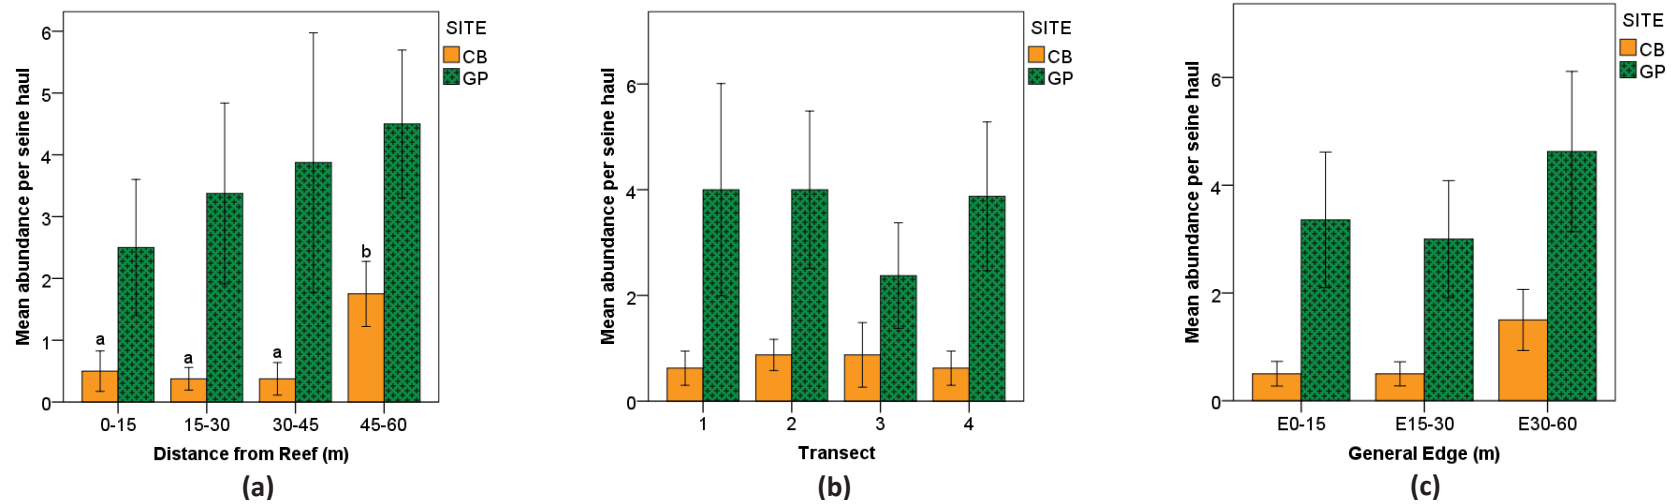 SITE
CB
GP
Mean abundance per seine haul
6
5
4
3
2
1
0
a
a
a
b
0-15 15-30 30-45 45-60
Distance from Reef (m)
(a)
SITE
CB
GP
Mean abundance per seine haul
6
4
2
0
1 2 3 4
Transect
(b)
SITE
CB
GP
Mean abundance per seine haul
6
4
2
0
E0-15 E15-30 E30-60
General Edge (m)
(c)